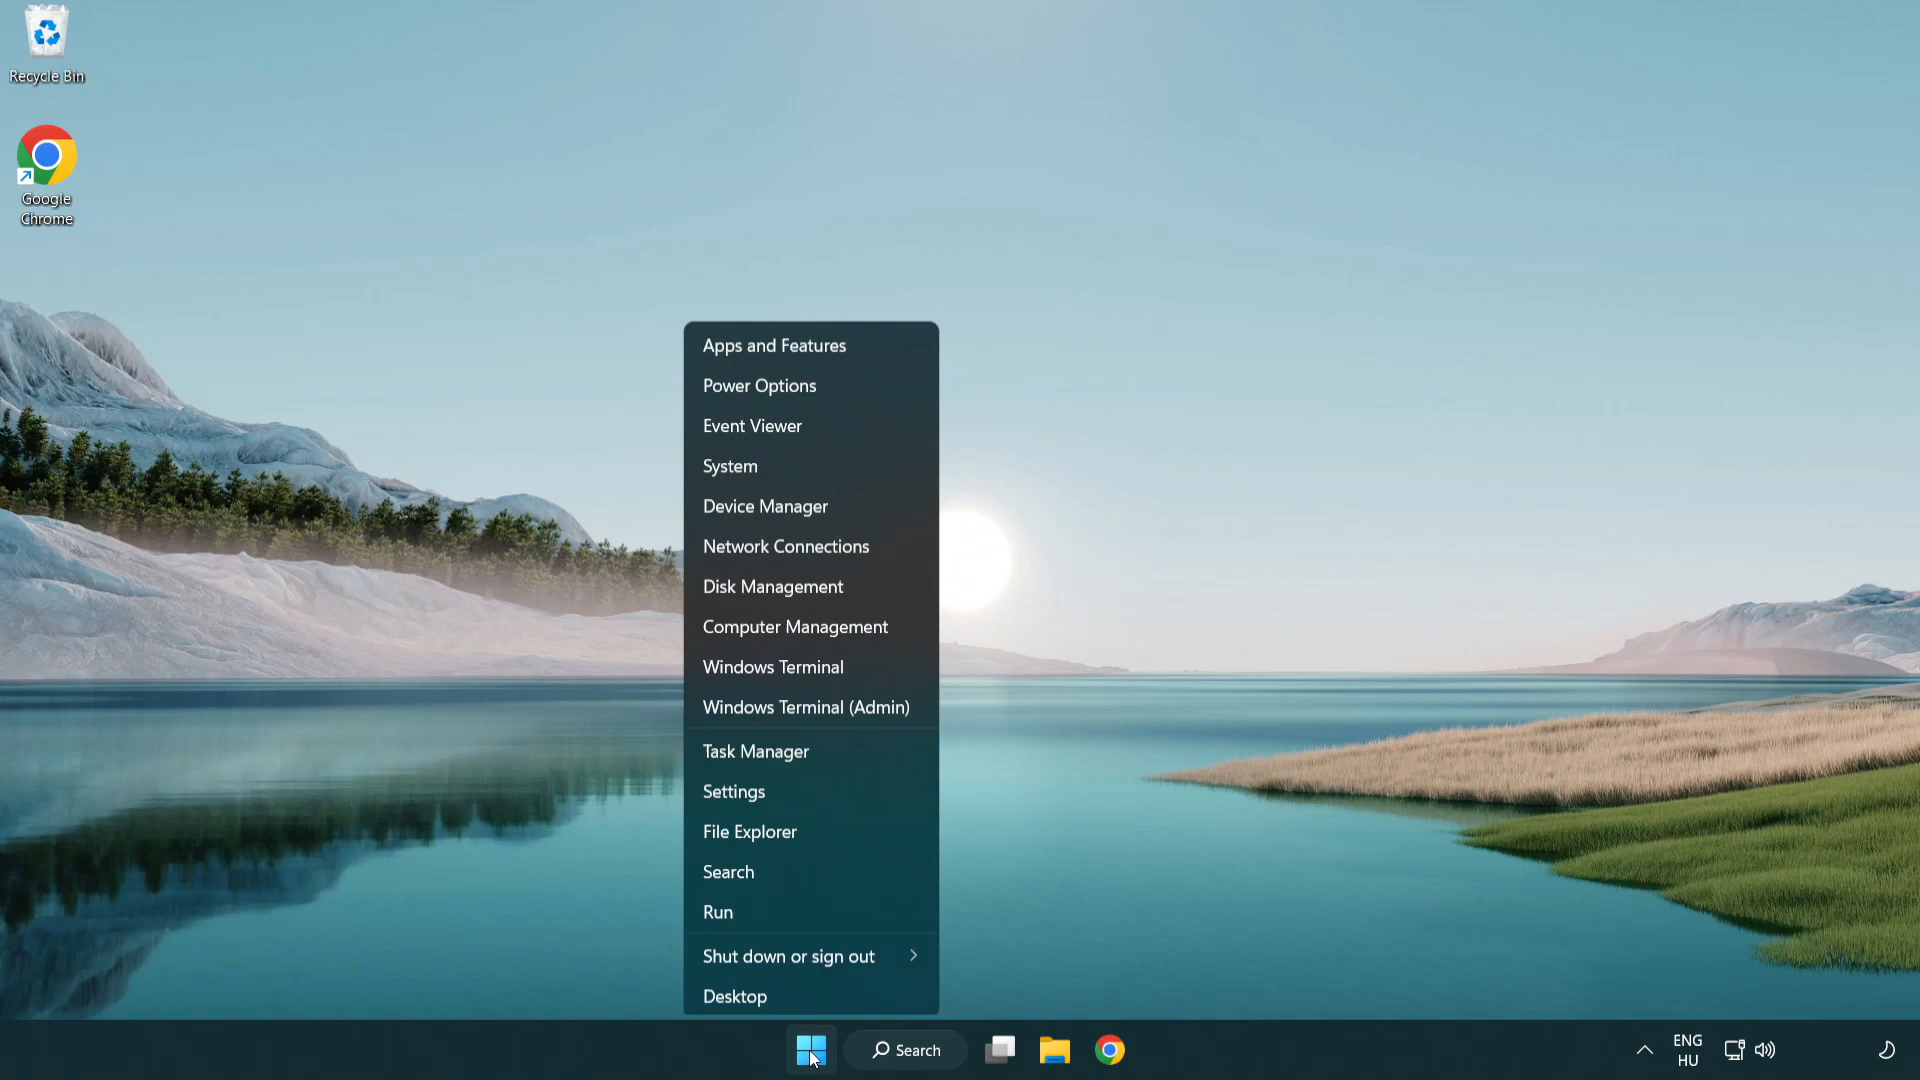 Recycle Bin
Google
Chrome
Apps and Features
Power Options
Event Viewer
System
Device Manager
Network Connections
Disk Management
Computer Management
Windows Terminal
Windows Terminal (Admin)
Task Manager
Settings
File Explorer
Search
Run
Shut down or sign out
Desktop
Search
ENG
HU